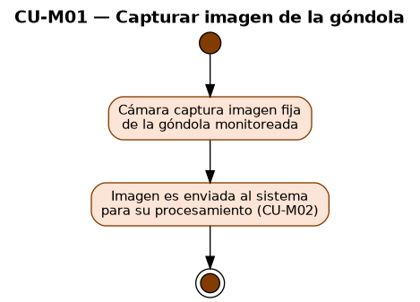 CU-M01 — Capturar imagen de la góndola
Cámara captura imagen fija
de la góndola monitoreada
Imagen es enviada al sistema
para su procesamiento (CU-M02)